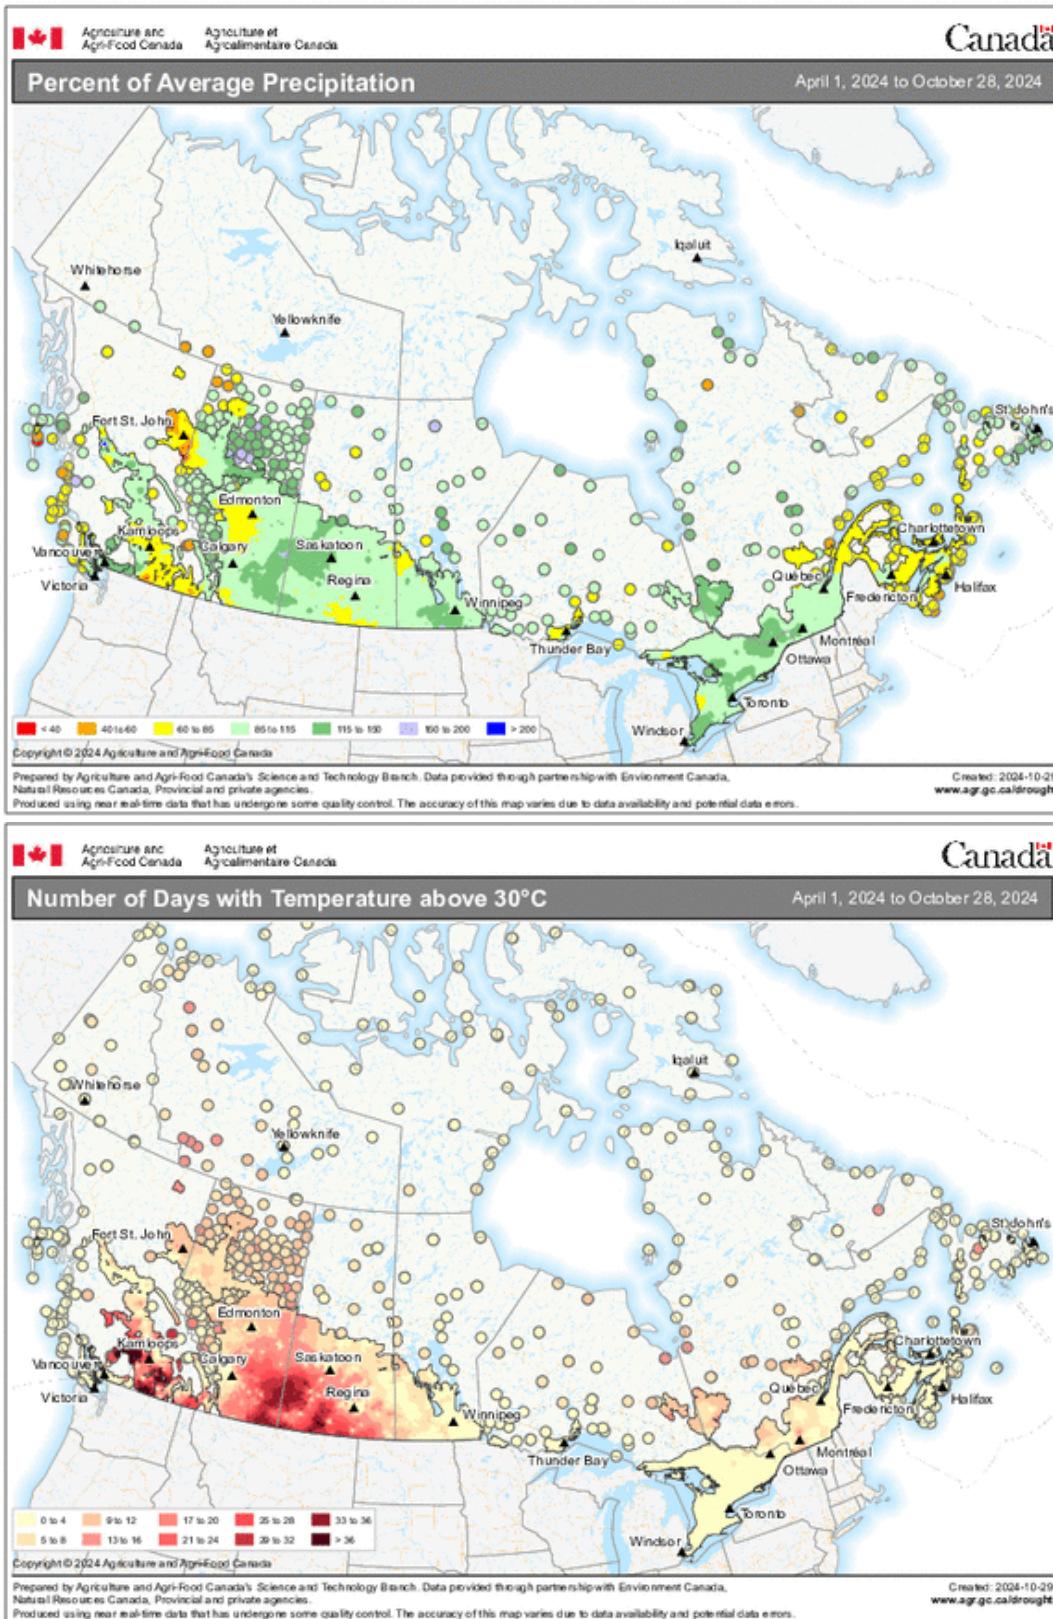 Agriculture and Agriculture et
Agri-Food Canada Agroalimentaire Canada
Canada
Percent of Average Precipitation April 1, 2024 to October 28, 2024
Iqaluit
Whitehorse
Yellowknife
St. John's
Fort St. John
Edmonton
Charlottetown
Kamloops
Calgary Saskatoon
Vancouver
Québec
Regina
Victoria
Halifax
Fredericton
Winnipeg
Montréal
Thunder Bay
Ottawa
Toronto
Windsor
< 40 40 to 60 60 to 85 85 to 115 115 to 150 150 to 200 > 200
Copyright © 2024 Agriculture and Agri-Food Canada
Prepared by Agriculture and Agri-Food Canada's Science and Technology Branch. Data provided through partnership with Environment Canada, Created: 2024-10-29
Natural Resources Canada, Provincial and private agencies. www.agr.gc.ca/drought
Produced using near real-time data that has undergone some quality control. The accuracy of this map varies due to data availability and potential data errors.
Agriculture and Agriculture et
Agri-Food Canada Agroalimentaire Canada
Canada
Number of Days with Temperature above 30°C April 1, 2024 to October 28, 2024
Iqaluit
Whitehorse
Yellowknife
St. John's
Fort St. John
Edmonton
Charlottetown
Kamloops
Calgary Saskatoon
Vancouver
Québec
Regina
Victoria
Halifax
Fredericton
Winnipeg
Montréal
Thunder Bay
Ottawa
Toronto
Windsor
0 to 4 9 to 12 17 to 20 25 to 28 33 to 36
5 to 8 13 to 16 21 to 24 29 to 32 > 36
Copyright © 2024 Agriculture and Agri-Food Canada
Prepared by Agriculture and Agri-Food Canada's Science and Technology Branch. Data provided through partnership with Environment Canada, Created: 2024-10-29
Natural Resources Canada, Provincial and private agencies. www.agr.gc.ca/drought
Produced using near real-time data that has undergone some quality control. The accuracy of this map varies due to data availability and potential data errors.